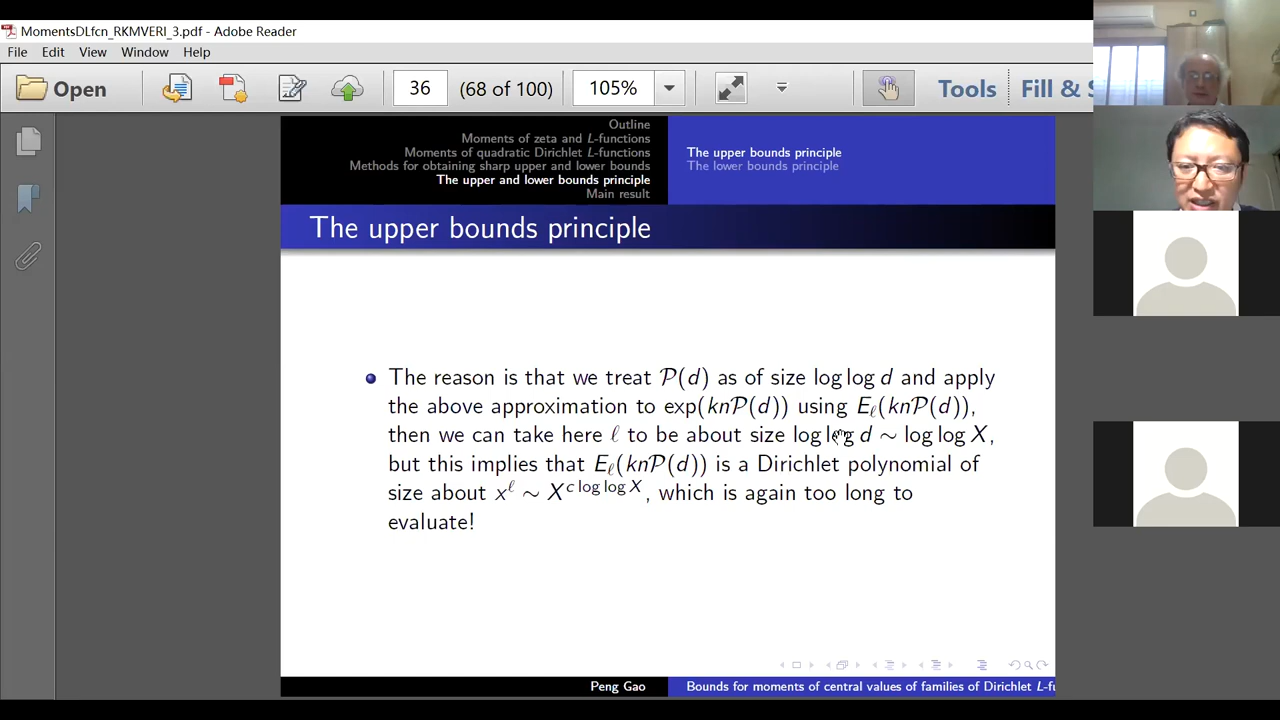 MomentsDLfcn_RKMVERI_3.pdf - Adobe Reader
File Edit View Window Help
Open 36 (68 of 100) 105% Tools Fill & S
Outline
Moments of zeta and L-functions
Moments of quadratic Dirichlet L-functions
Methods for obtaining sharp upper and lower bounds
The upper and lower bounds principle
Main result
The upper bounds principle
The lower bounds principle
The upper bounds principle
The reason is that we treat 𝒫(d) as of size log log d and apply
the above approximation to exp(kn𝒫(d)) using E_ℓ(kn𝒫(d)),
then we can take here ℓ to be about size log log d ∼ log log X,
but this implies that E_ℓ(kn𝒫(d)) is a Dirichlet polynomial of
size about x^ℓ ∼ X^{c log log X}, which is again too long to
evaluate!
Peng Gao Bounds for moments of central values of families of Dirichlet L-fu